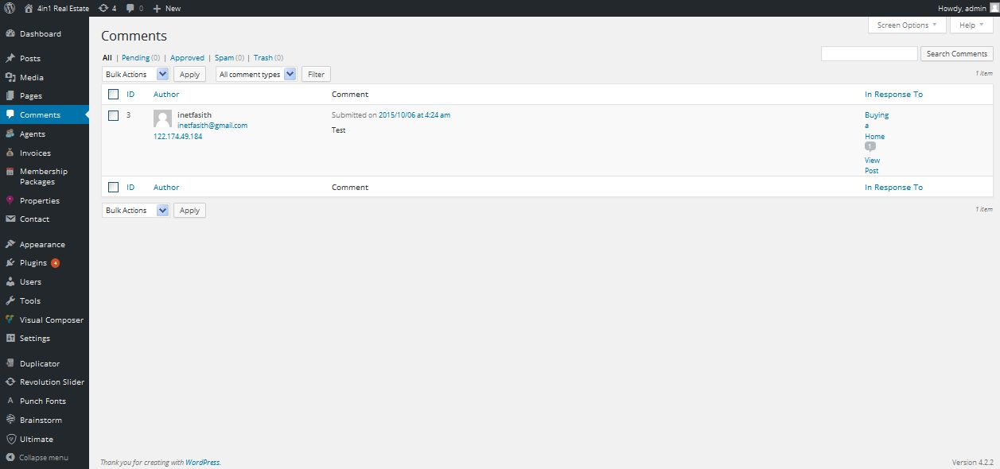 4in1 Real Estate 4 0 New Howdy, admin
Screen Options Help
Dashboard
Posts
Media
Pages
Comments
Agents
Invoices
Membership
Packages
Properties
Contact
Appearance
Plugins 4
Users
Tools
Visual Composer
Settings
Duplicator
Revolution Slider
A Punch Fonts
Brainstorm
Ultimate
Collapse menu
Comments
All | Pending (0) | Approved | Spam (0) | Trash (0)
Search Comments
Bulk Actions Apply All comment types Filter
1 item
ID Author Comment In Response To
3 inetfasith Submitted on 2015/10/06 at 4:24 am Buying
inetfasith@gmail.com a
Test
122.174.49.184 Home
1
View
Post
ID Author Comment In Response To
Bulk Actions Apply 1 item
Thank you for creating with WordPress. Version 4.2.2